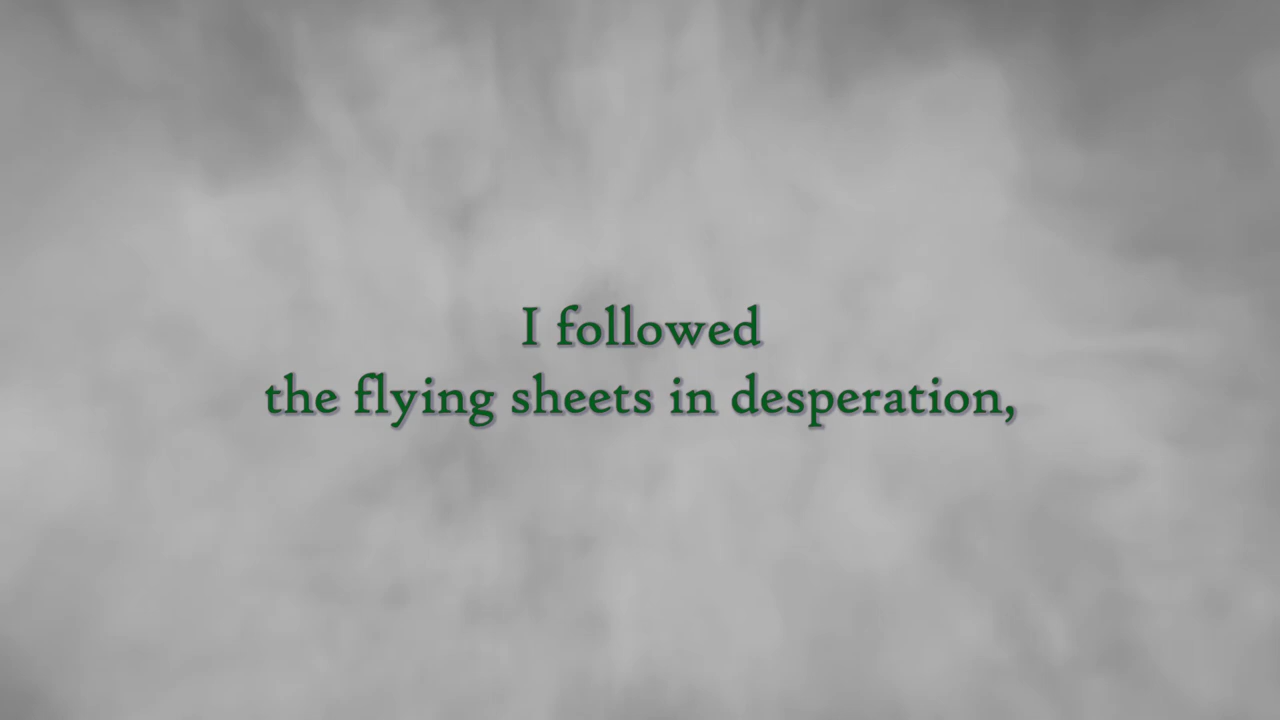 I followed
the flying sheets in desperation,